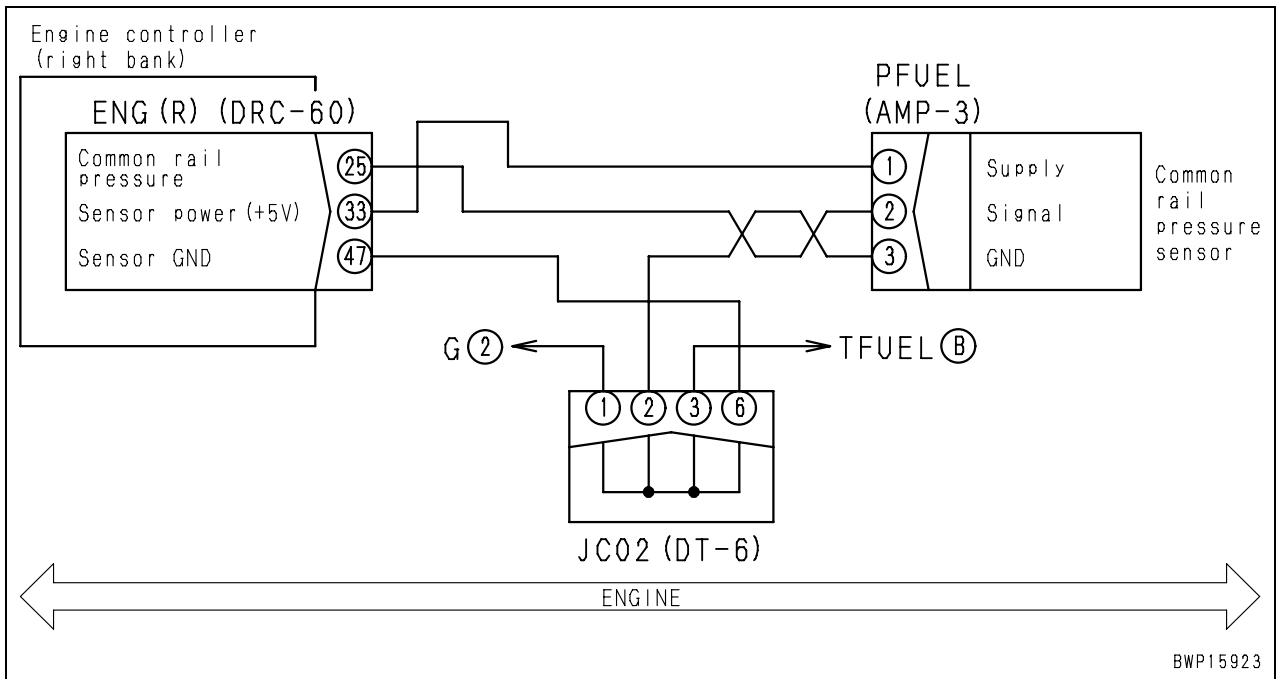 Engine controller
(right bank)
ENG (R) (DRC-60)
Common rail
pressure
25
Sensor power (+5V)
33
Sensor GND
47
PFUEL
(AMP-3)
1
Supply
2
Signal
3
GND
Common
rail
pressure
sensor
G 2
TFUEL B
1 2 3 6
JC02 (DT-6)
ENGINE
BWP15923